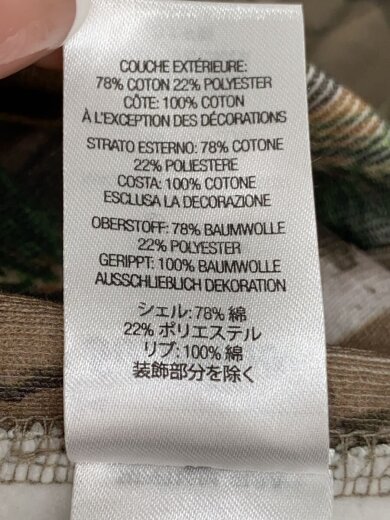 COUCHE EXTÉRIEURE:
78% COTON 22% POLYESTER
CÔTE: 100% COTON
À L'EXCEPTION DES DÉCORATIONS
STRATO ESTERNO: 78% COTONE
22% POLIESTERE
COSTA: 100% COTONE
ESCLUSA LA DECORAZIONE
OBERSTOFF: 78% BAUMWOLLE
22% POLYESTER
GERIPPT: 100% BAUMWOLLE
AUSSCHLIEBLICH DEKORATION
シェル: 78% 綿
22% ポリエステル
リブ: 100% 綿
装飾部分を除く